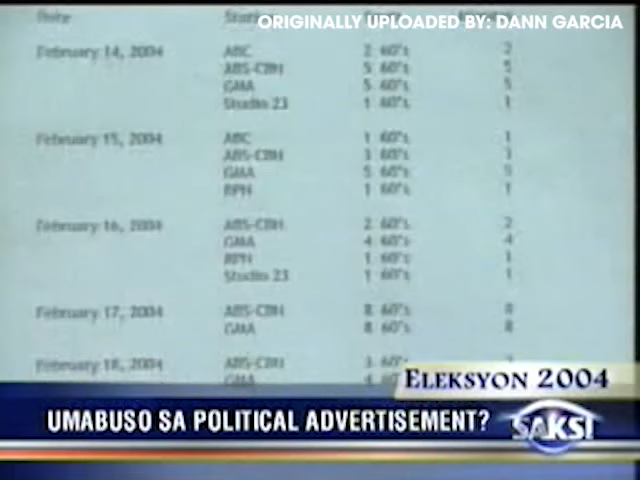 ORIGINALLY UPLOADED BY: DANN GARCIA
Date
February 14, 2004 ABC 2 60's 2
ABS-CBN 5 60's 5
GMA 5 60's 5
Studio 23 1 60's 1
February 15, 2004 ABC 1 60's 1
ABS-CBN 3 60's 3
GMA 5 60's 5
RPN 1 60's 1
February 16, 2004 ABS-CBN 2 60's 2
GMA 4 60's 4
RPN 1 60's 1
Studio 23 1 60's 1
February 17, 2004 ABS-CBN 8 60's 8
GMA 8 60's 8
February 18, 2004 ABS-CBN 3 60's
GMA 4
ELEKSYON 2004
UMABUSO SA POLITICAL ADVERTISEMENT?
SAKSI